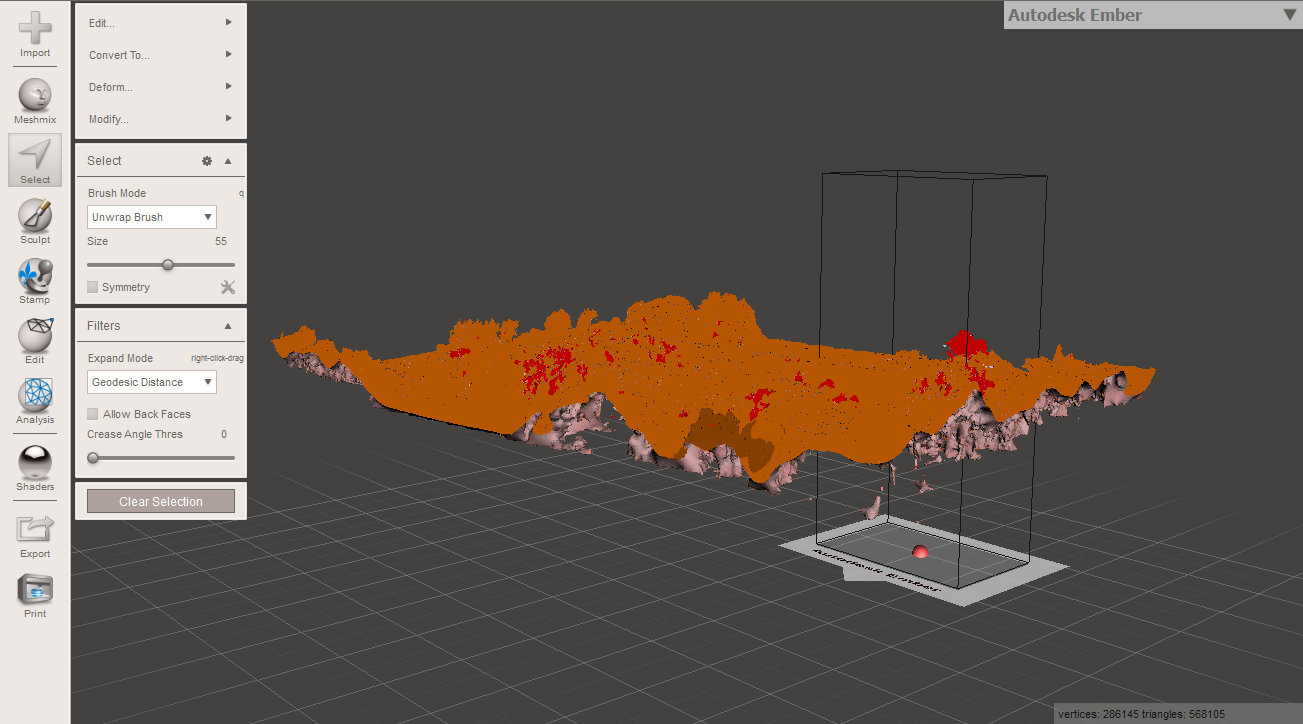 Import
Meshmix
Select
Sculpt
Stamp
Edit
Analysis
Shaders
Export
Print
Edit...
Convert To...
Deform...
Modify...
Select
Brush Mode q
Unwrap Brush
Size 55
Symmetry
Filters
Expand Mode right-click-drag
Geodesic Distance
Allow Back Faces
Crease Angle Thres 0
Clear Selection
Autodesk Ember
Autodesk Ember
vertices: 286145 triangles: 568105